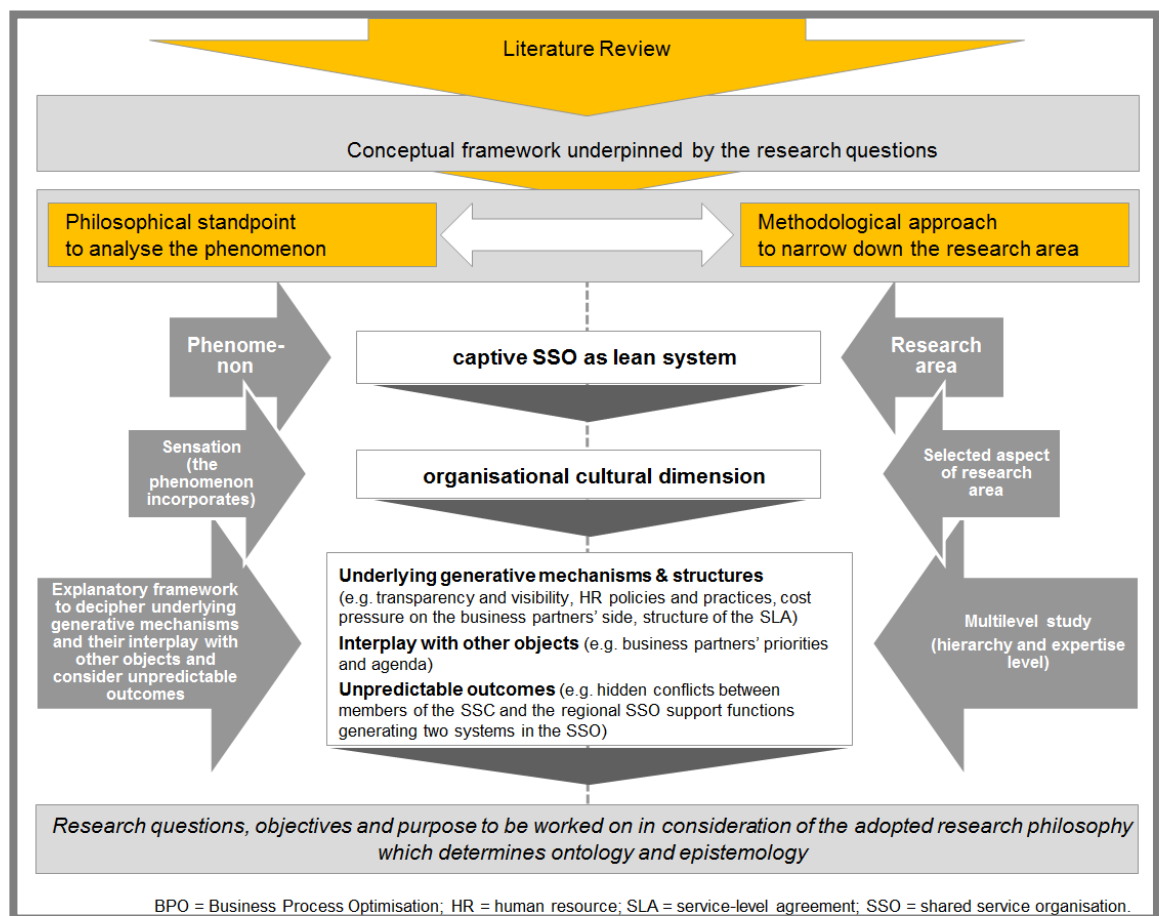 Literature Review
Conceptual framework underpinned by the research questions
Philosophical standpoint
to analyse the phenomenon
Methodological approach
to narrow down the research area
Phenome-
non
captive SSO as lean system
Research
area
Sensation
(the
phenomenon
incorporates)
organisational cultural dimension
Selected aspect
of research
area
Explanatory framework
to decipher underlying
generative mechanisms
and their interplay with
other objects and
consider unpredictable
outcomes
Underlying generative mechanisms & structures
(e.g. transparency and visibility, HR policies and practices, cost
pressure on the business partners' side, structure of the SLA)
Interplay with other objects (e.g. business partners' priorities
and agenda)
Unpredictable outcomes (e.g. hidden conflicts between
members of the SSC and the regional SSO support functions
generating two systems in the SSO)
Multilevel study
(hierarchy and expertise
level)
Research questions, objectives and purpose to be worked on in consideration of the adopted research philosophy
which determines ontology and epistemology
BPO = Business Process Optimisation; HR = human resource; SLA = service-level agreement; SSO = shared service organisation.